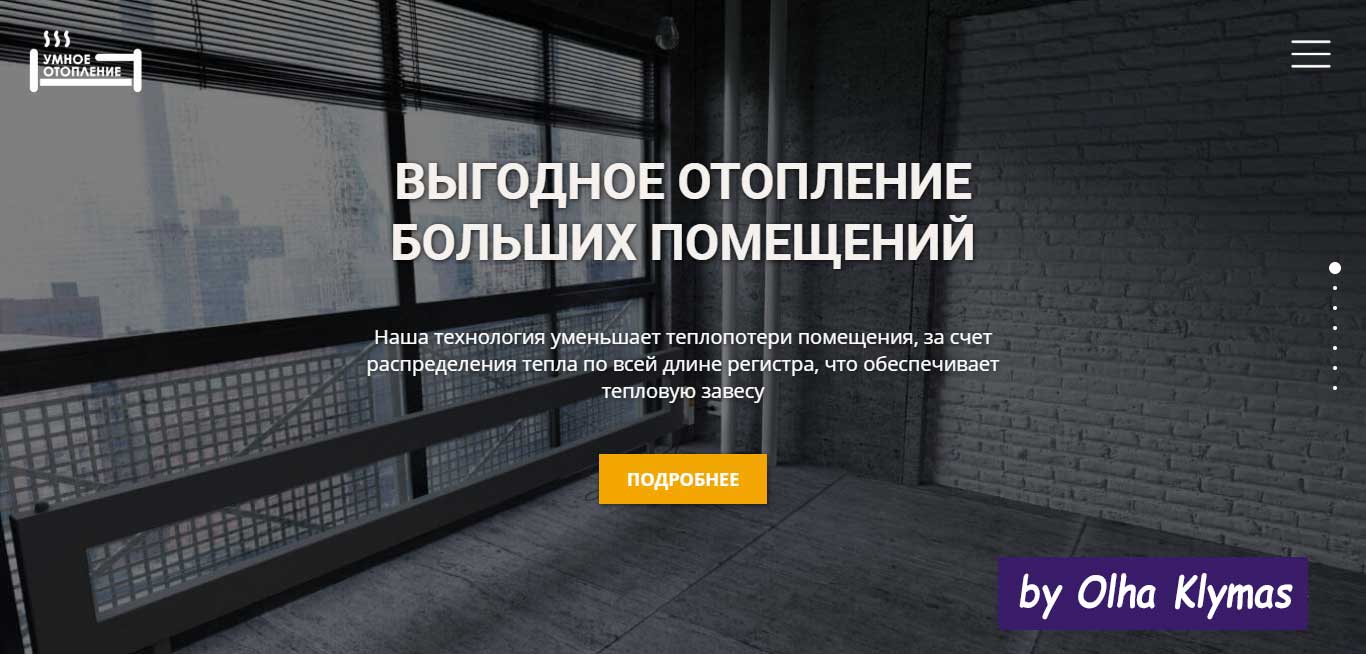 УМНОЕ
ОТОПЛЕНИЕ
ВЫГОДНОЕ ОТОПЛЕНИЕ
БОЛЬШИХ ПОМЕЩЕНИЙ
Наша технология уменьшает теплопотери помещения, за счет
распределения тепла по всей длине регистра, что обеспечивает
тепловую завесу
ПОДРОБНЕЕ
by Olha Klymas